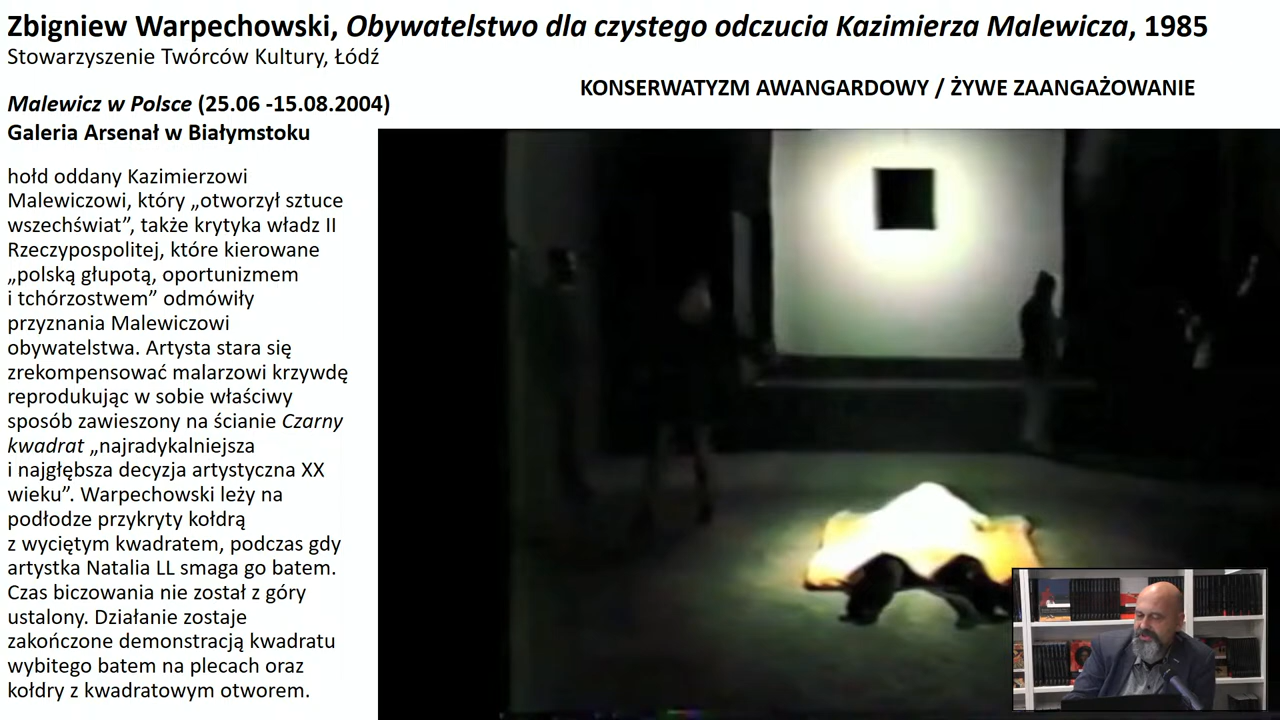 Zbigniew Warpechowski, Obywatelstwo dla czystego odczucia Kazimierza Malewicza, 1985
Stowarzyszenie Twórców Kultury, Łódź
KONSERWATYZM AWANGARDOWY / ŻYWE ZAANGAŻOWANIE
Malewicz w Polsce (25.06 -15.08.2004)
Galeria Arsenał w Białymstoku
hołd oddany Kazimierzowi
Malewiczowi, który „otworzył sztuce
wszechświat”, także krytyka władz II
Rzeczypospolitej, które kierowane
„polską głupotą, oportunizmem
i tchórzostwem” odmówiły
przyznania Malewiczowi
obywatelstwa. Artysta stara się
zrekompensować malarzowi krzywdę
reprodukując w sobie właściwy
sposób zawieszony na ścianie Czarny
kwadrat „najradykalniejsza
i najgłębsza decyzja artystyczna XX
wieku”. Warpechowski leży na
podłodze przykryty kołdrą
z wyciętym kwadratem, podczas gdy
artystka Natalia LL smaga go batem.
Czas biczowania nie został z góry
ustalony. Działanie zostaje
zakończone demonstracją kwadratu
wybitego batem na plecach oraz
kołdry z kwadratowym otworem.